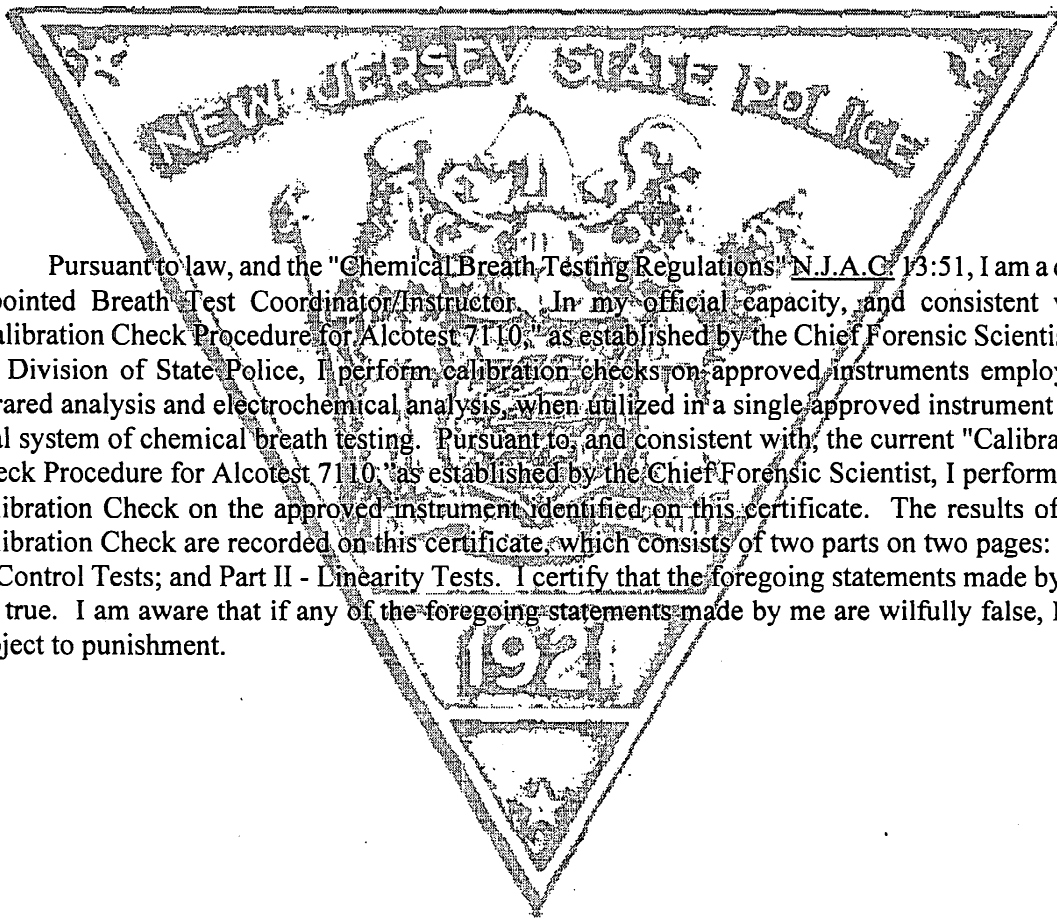 NEW JERSEY STATE POLICE
Pursuant to law, and the "Chemical Breath Testing Regulations" N.J.A.C. 13:51, I am a
pointed Breath Test Coordinator/Instructor. In my official capacity, and consistent
alibration Check Procedure for Alcotest 7110," as established by the Chief Forensic Scientis
Division of State Police, I perform calibration checks on approved instruments employ
rared analysis and electrochemical analysis, when utilized in a single approved instrument
al system of chemical breath testing. Pursuant to, and consistent with, the current "Calibra
eck Procedure for Alcotest 7110," as established by the Chief Forensic Scientist, I perform
libration Check on the approved instrument identified on this certificate. The results of
libration Check are recorded on this certificate, which consists of two parts on two pages:
Control Tests; and Part II - Linearity Tests. I certify that the foregoing statements made by
true. I am aware that if any of the foregoing statements made by me are wilfully false, I
ject to punishment.
1921